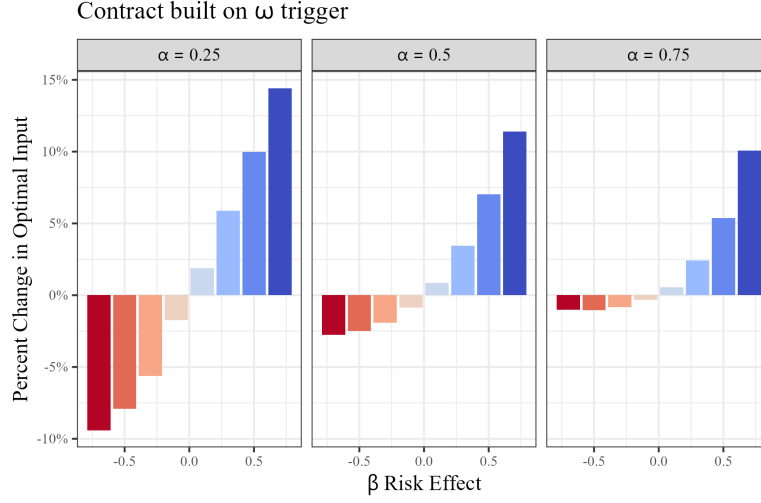 Contract built on ω trigger
α = 0.25
α = 0.5
α = 0.75
Percent Change in Optimal Input
15%
10%
5%
0%
-5%
-10%
-0.5 0.0 0.5
-0.5 0.0 0.5
-0.5 0.0 0.5
β Risk Effect